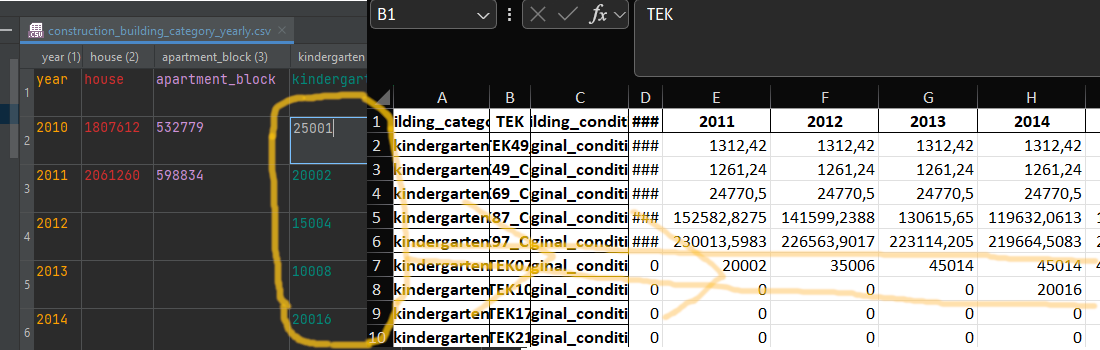 construction_building_category_yearly.csv
year (1) house (2) apartment_block (3) kindergarten
1 year house apartment_block kindergart
2 2010 1807612 532779 25001
3 2011 2061260 598834 20002
4 2012 15004
5 2013 10008
6 2014 20016
B1 fx TEK
A B C D E F G H
1 ilding_catego TEK ilding_condit ### 2011 2012 2013 2014
2 kindergarten TEK49 ginal_conditi ### 1312,42 1312,42 1312,42 1312,42
3 kindergarten 49_C ginal_conditi ### 1261,24 1261,24 1261,24 1261,24
4 kindergarten 69_C ginal_conditi ### 24770,5 24770,5 24770,5 24770,5
5 kindergarten 87_C ginal_conditi ### 152582,8275 141599,2388 130615,65 119632,0613
6 kindergarten 97_C ginal_conditi ### 230013,5983 226563,9017 223114,205 219664,5083
7 kindergarten TEK07 ginal_conditi 0 20002 35006 45014 45014
8 kindergarten TEK10 ginal_conditi 0 0 0 0 20016
9 kindergarten TEK17 ginal_conditi 0 0 0 0 0
10 kindergarten TEK21 ginal_conditi 0 0 0 0 0